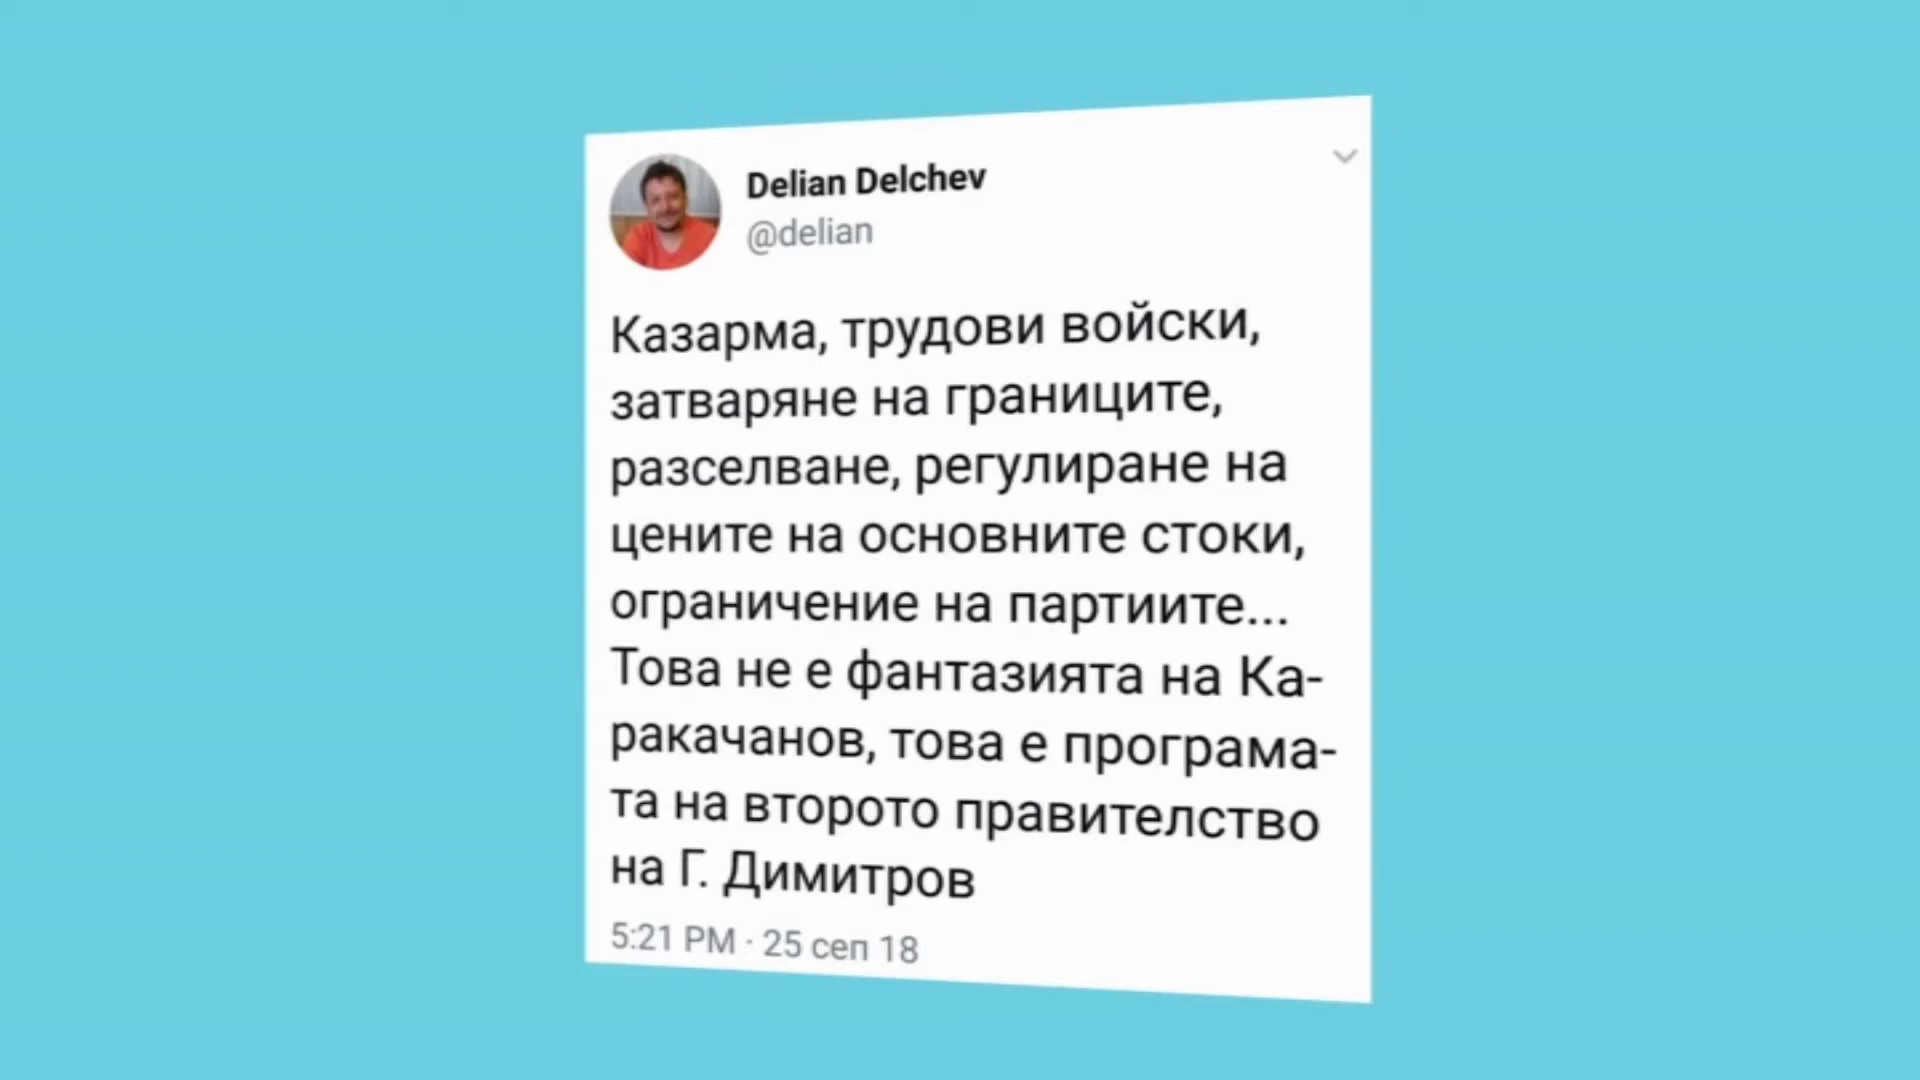 Delian Delchev
@delian
Казарма, трудови войски,
затваряне на границите,
разселване, регулиране на
цените на основните стоки,
ограничение на партиите...
Това не е фантазията на Ка-
ракачанов, това е програма-
та на второто правителство
на Г. Димитров
5:21 PM · 25 сеп 18